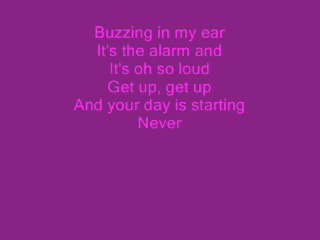 Buzzing in my ear
It's the alarm and
It's oh so loud
Get up, get up
And your day is starting
Never